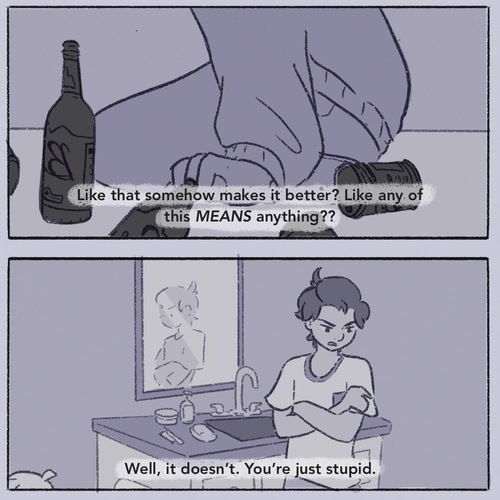 Like that somehow makes it better? Like any of
this MEANS anything??
Well, it doesn't. You're just stupid.